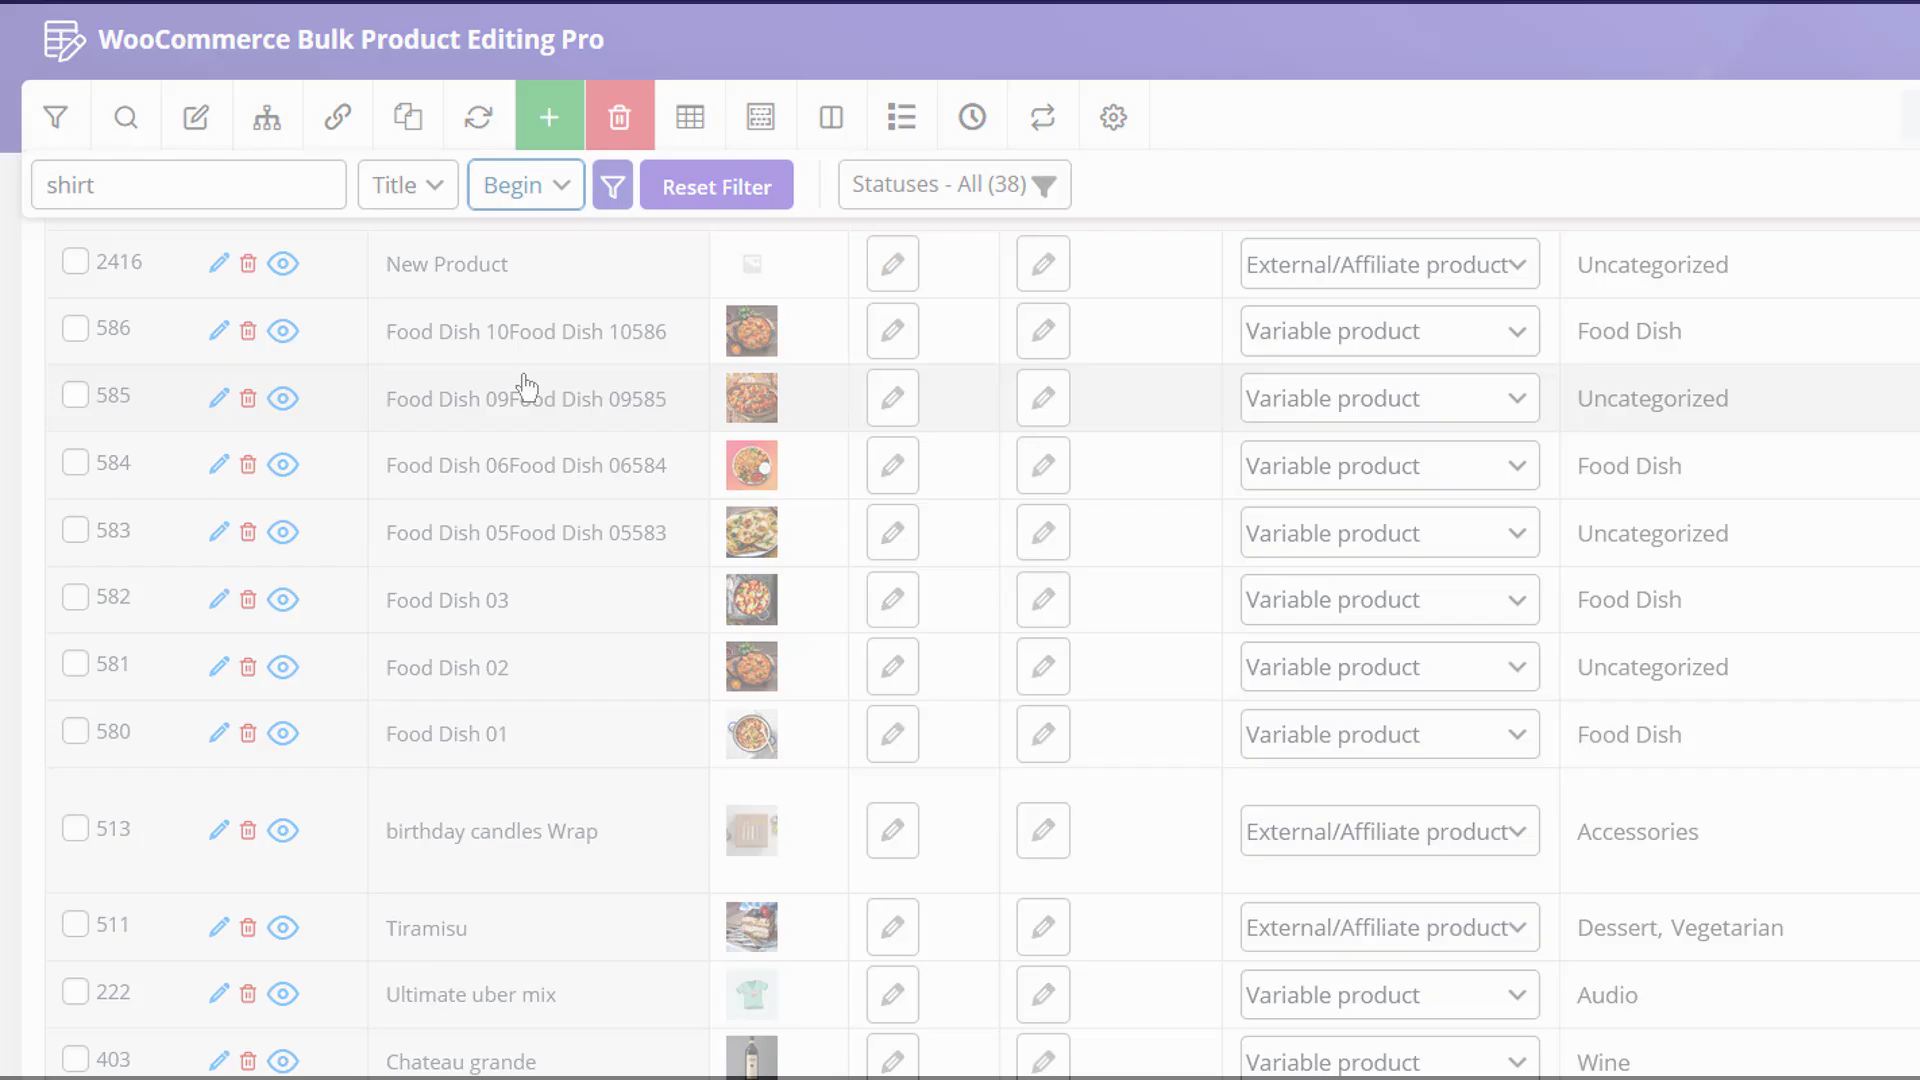 WooCommerce Bulk Product Editing Pro
shirt Title Begin Reset Filter Statuses - All (38)
2416 New Product External/Affiliate product Uncategorized
586 Food Dish 10Food Dish 10586 Variable product Food Dish
585 Food Dish 09Food Dish 09585 Variable product Uncategorized
584 Food Dish 06Food Dish 06584 Variable product Food Dish
583 Food Dish 05Food Dish 05583 Variable product Uncategorized
582 Food Dish 03 Variable product Food Dish
581 Food Dish 02 Variable product Uncategorized
580 Food Dish 01 Variable product Food Dish
513 birthday candles Wrap External/Affiliate product Accessories
511 Tiramisu External/Affiliate product Dessert, Vegetarian
222 Ultimate uber mix Variable product Audio
403 Chateau grande Variable product Wine